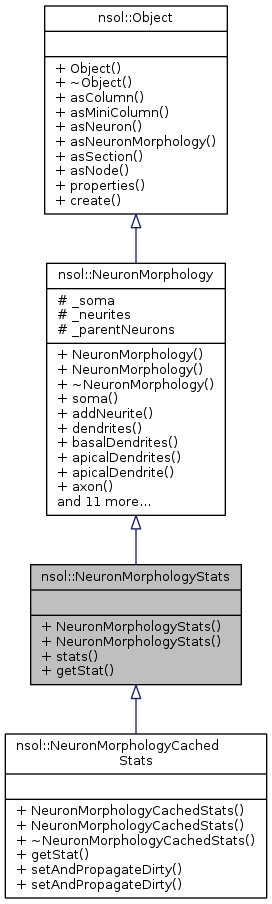 nsol::Object
+ Object()
+ ~Object()
+ asColumn()
+ asMiniColumn()
+ asNeuron()
+ asNeuronMorphology()
+ asSection()
+ asNode()
+ properties()
+ create()
nsol::NeuronMorphology
# _soma
# _neurites
# _parentNeurons
+ NeuronMorphology()
+ NeuronMorphology()
+ ~NeuronMorphology()
+ soma()
+ addNeurite()
+ dendrites()
+ basalDendrites()
+ apicalDendrites()
+ apicalDendrite()
+ axon()
and 11 more...
nsol::NeuronMorphologyStats
+ NeuronMorphologyStats()
+ NeuronMorphologyStats()
+ stats()
+ getStat()
nsol::NeuronMorphologyCached
Stats
+ NeuronMorphologyCachedStats()
+ NeuronMorphologyCachedStats()
+ ~NeuronMorphologyCachedStats()
+ getStat()
+ setAndPropagateDirty()
+ setAndPropagateDirty()